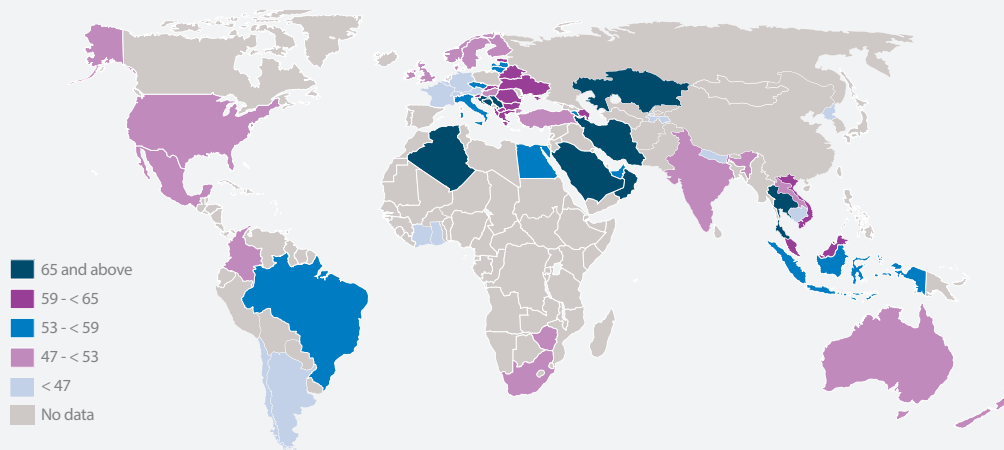 65 and above
59 - < 65
53 - < 59
47 - < 53
< 47
No data